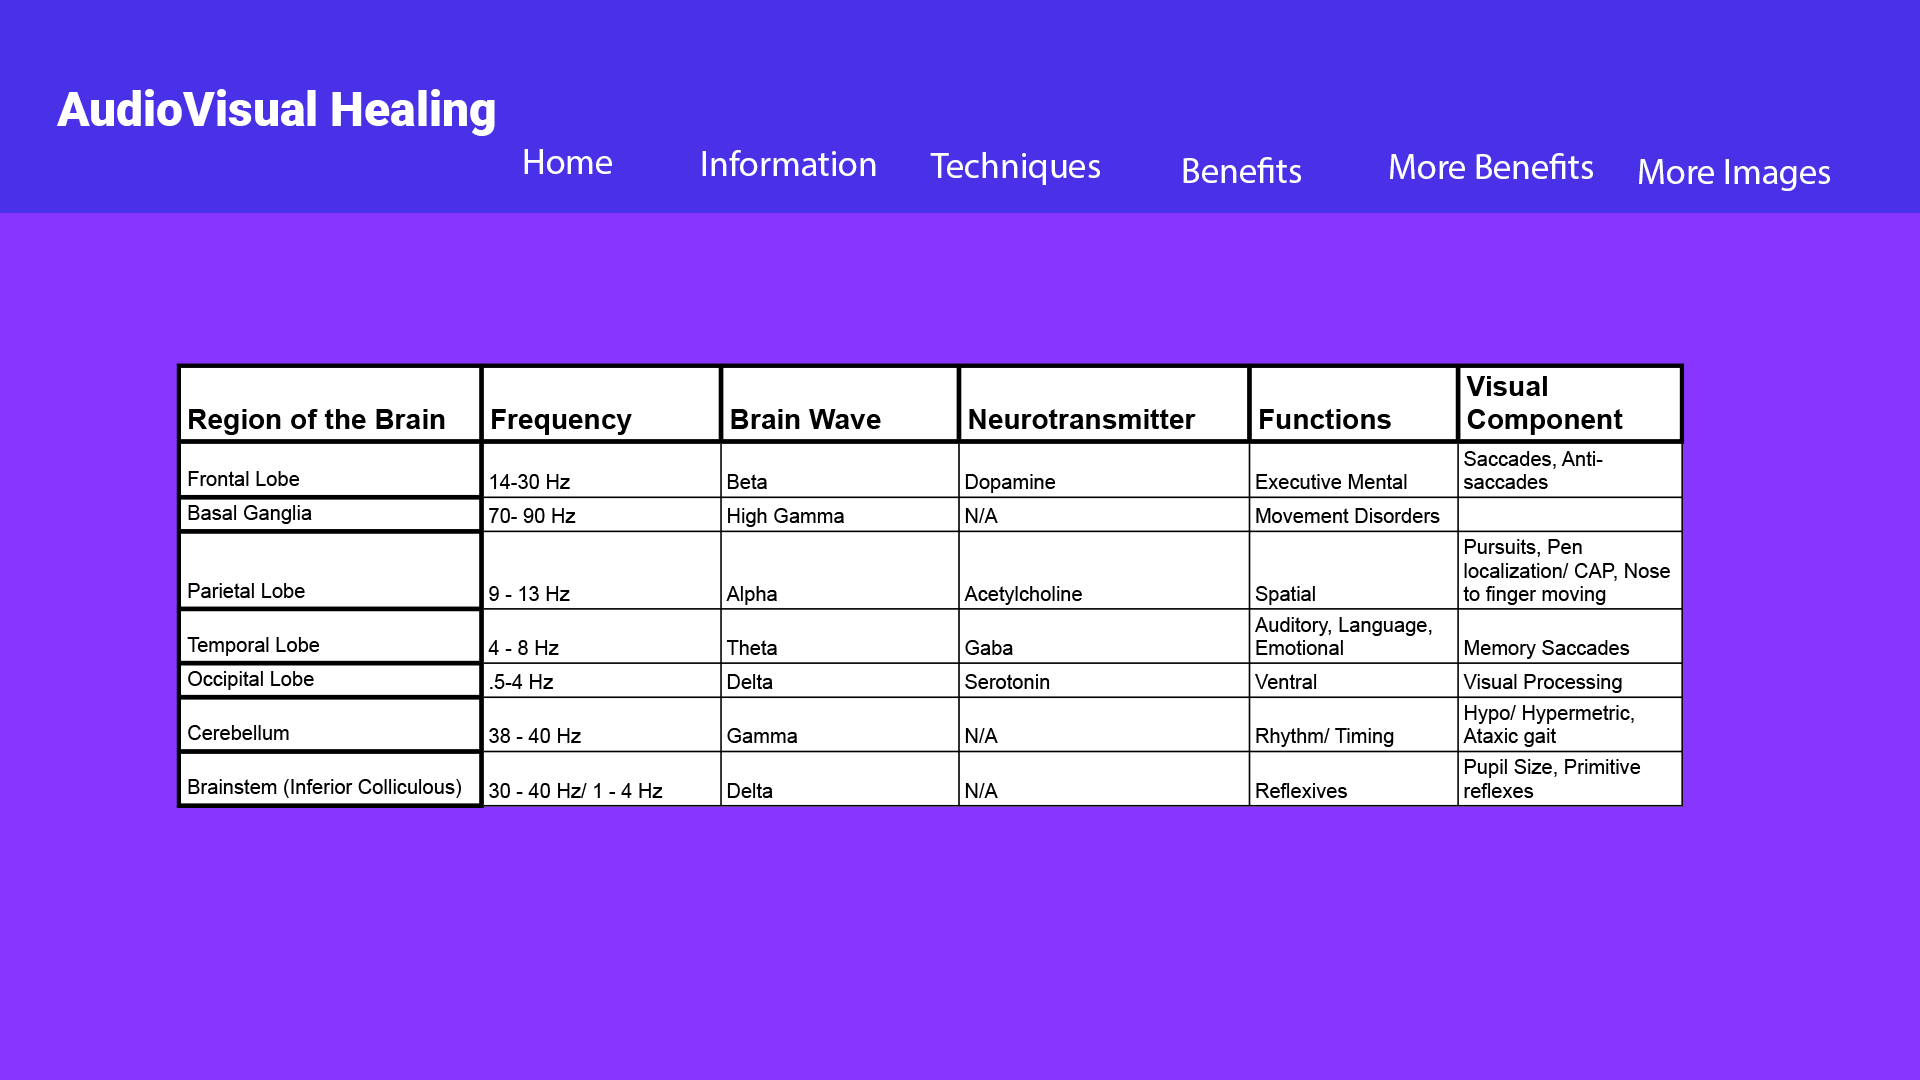 AudioVisual Healing
Home Information Techniques Benefits More Benefits More Images
Region of the Brain Frequency Brain Wave Neurotransmitter Functions Visual Component
Frontal Lobe 14-30 Hz Beta Dopamine Executive Mental Saccades, Anti-saccades
Basal Ganglia 70- 90 Hz High Gamma N/A Movement Disorders
Parietal Lobe 9 - 13 Hz Alpha Acetylcholine Spatial Pursuits, Pen localization/ CAP, Nose to finger moving
Temporal Lobe 4 - 8 Hz Theta Gaba Auditory, Language, Emotional Memory Saccades
Occipital Lobe .5-4 Hz Delta Serotonin Ventral Visual Processing
Cerebellum 38 - 40 Hz Gamma N/A Rhythm/ Timing Hypo/ Hypermetric, Ataxic gait
Brainstem (Inferior Colliculous) 30 - 40 Hz/ 1 - 4 Hz Delta N/A Reflexives Pupil Size, Primitive reflexes